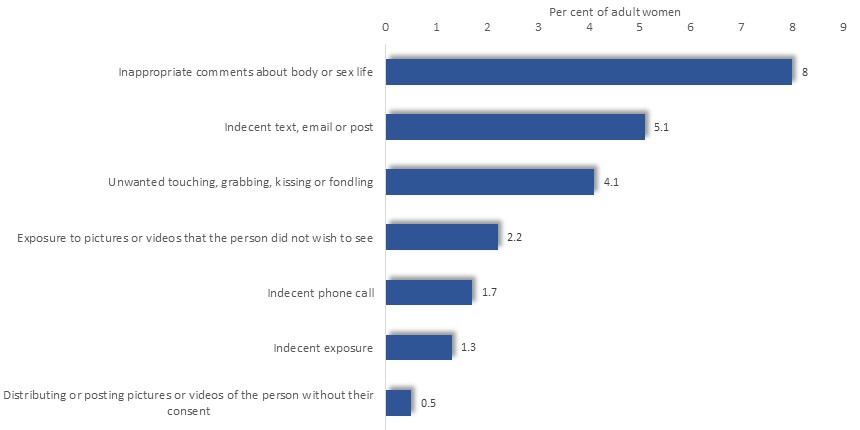 Per cent of adult women
0 1 2 3 4 5 6 7 8 9
Inappropriate comments about body or sex life 8
Indecent text, email or post 5.1
Unwanted touching, grabbing, kissing or fondling 4.1
Exposure to pictures or videos that the person did not wish to see 2.2
Indecent phone call 1.7
Indecent exposure 1.3
Distributing or posting pictures or videos of the person without their
consent 0.5